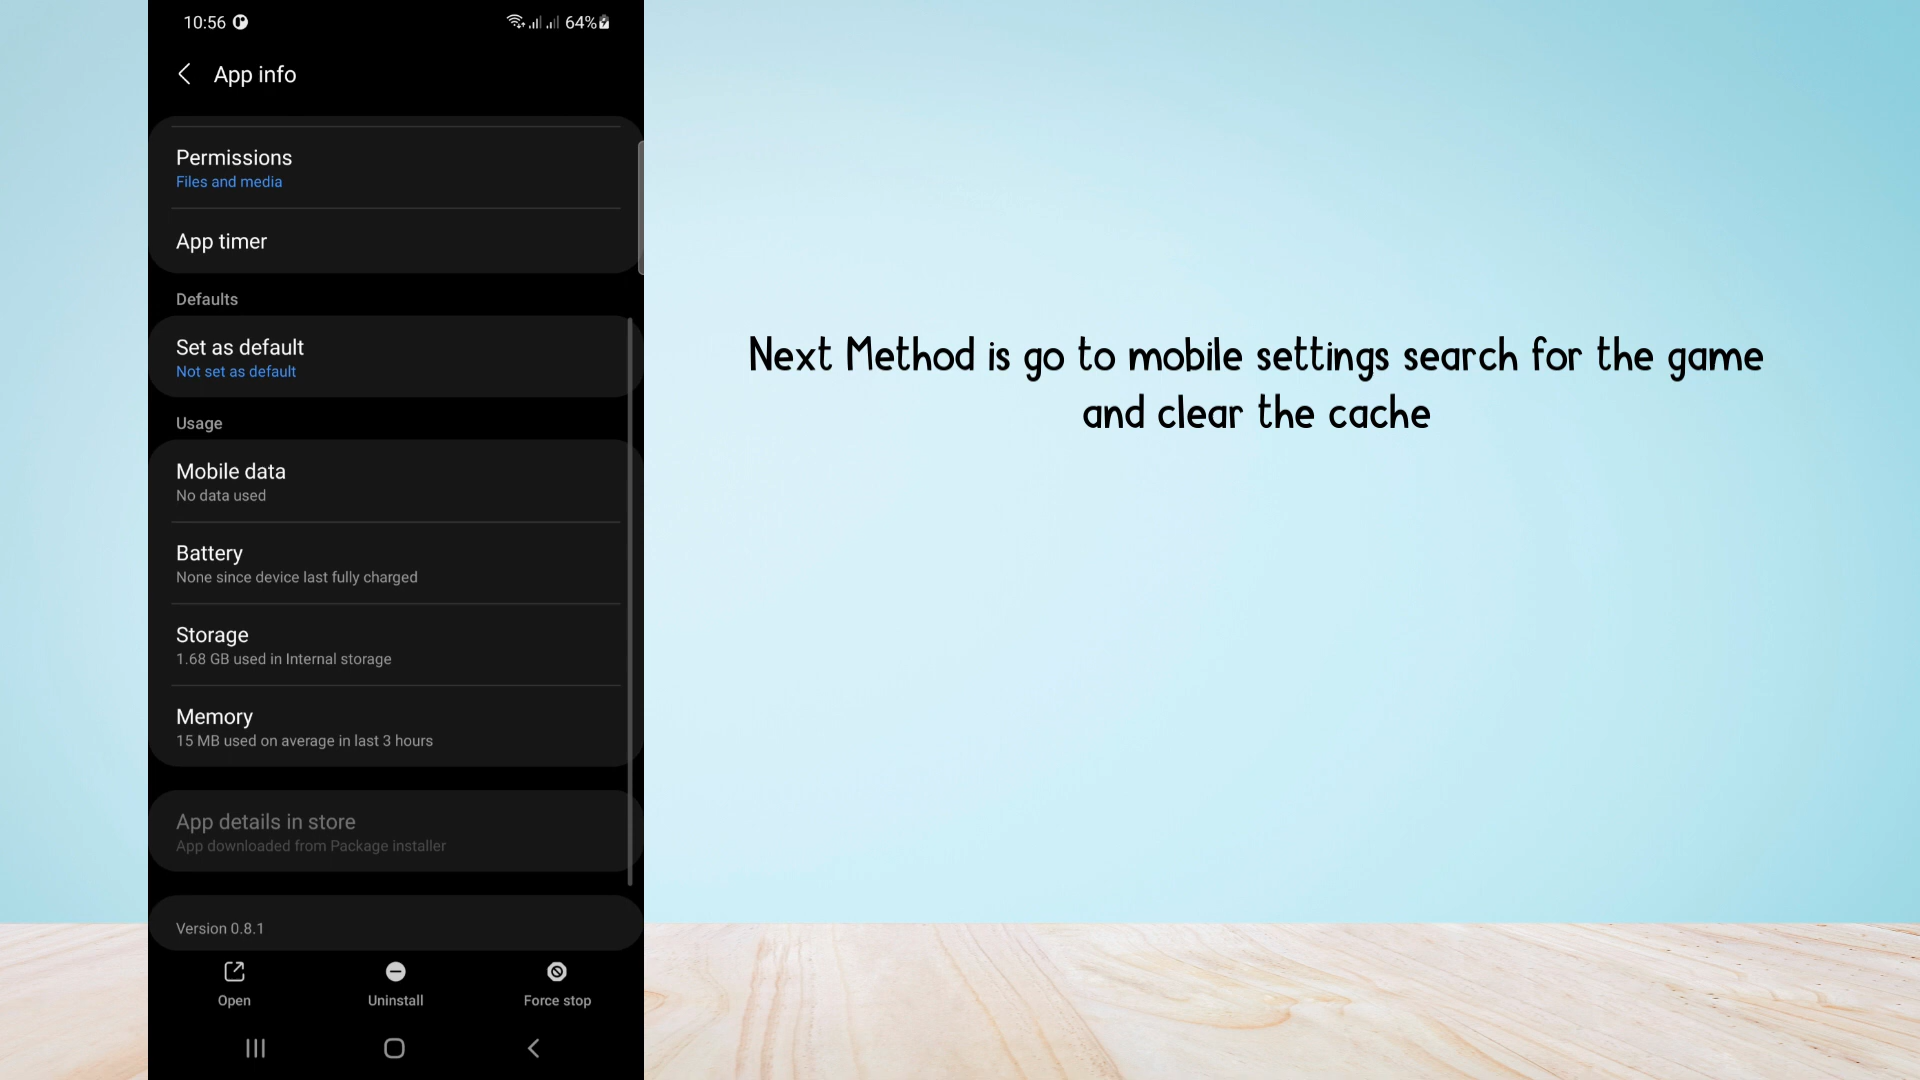 10:56
64%
App info
Permissions
Files and media
App timer
Defaults
Set as default
Not set as default
Usage
Mobile data
No data used
Battery
None since device last fully charged
Storage
1.68 GB used in Internal storage
Memory
15 MB used on average in last 3 hours
App details in store
App downloaded from Package installer
Version 0.8.1
Open
Uninstall
Force stop
Next Method is go to mobile settings search for the game
and clear the cache